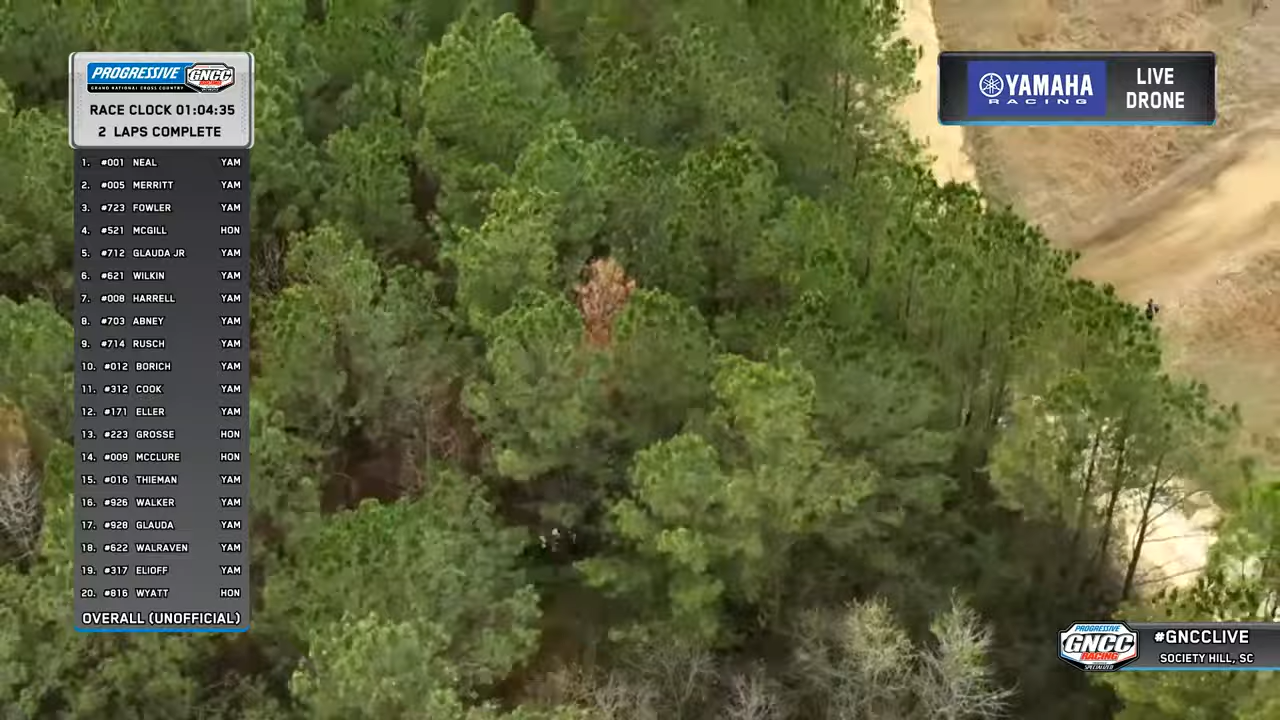 PROGRESSIVE GNCC RACING
GRAND NATIONAL CROSS COUNTRY
RACE CLOCK 01:04:35
2 LAPS COMPLETE
1. #001 NEAL YAM
2. #005 MERRITT YAM
3. #723 FOWLER YAM
4. #521 MCGILL HON
5. #712 GLAUDA JR YAM
6. #621 WILKIN YAM
7. #008 HARRELL YAM
8. #703 ABNEY YAM
9. #714 RUSCH YAM
10. #012 BORICH YAM
11. #312 COOK YAM
12. #171 ELLER YAM
13. #223 GROSSE HON
14. #009 MCCLURE HON
15. #016 THIEMAN YAM
16. #926 WALKER YAM
17. #928 GLAUDA YAM
18. #622 WALRAVEN YAM
19. #317 ELIOFF YAM
20. #816 WYATT HON
OVERALL (UNOFFICIAL)
YAMAHA
RACING
LIVE
DRONE
PROGRESSIVE
GNCC
RACING
SPECIALIZED
#GNCCLIVE
SOCIETY HILL, SC